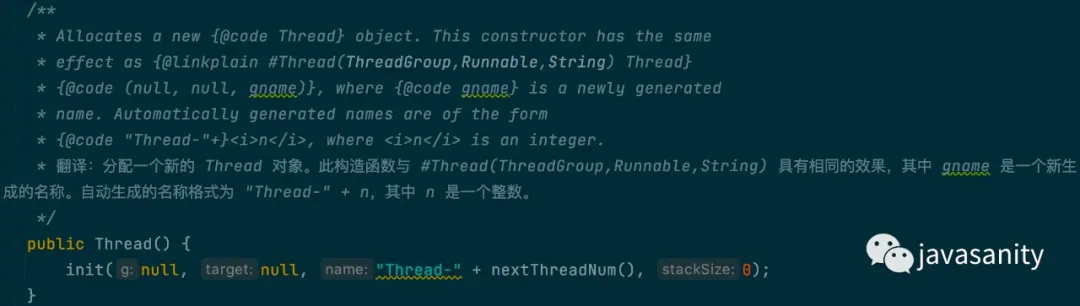 /**
* Allocates a new {@code Thread} object. This constructor has the same
* effect as {@linkplain #Thread(ThreadGroup,Runnable,String) Thread}
* {@code (null, null, gname)}, where {@code gname} is a newly generated
* name. Automatically generated names are of the form
* {@code "Thread-"+}<i>n</i>, where <i>n</i> is an integer.
* 翻译：分配一个新的 Thread 对象。此构造函数与 #Thread(ThreadGroup,Runnable,String) 具有相同的效果，其中 gname 是一个新生
成的名称。自动生成的名称格式为 "Thread-" + n，其中 n 是一个整数。
*/
public Thread() {
init( g: null, target: null, name: "Thread-" + nextThreadNum(), stackSize: 0);
}
javasanity